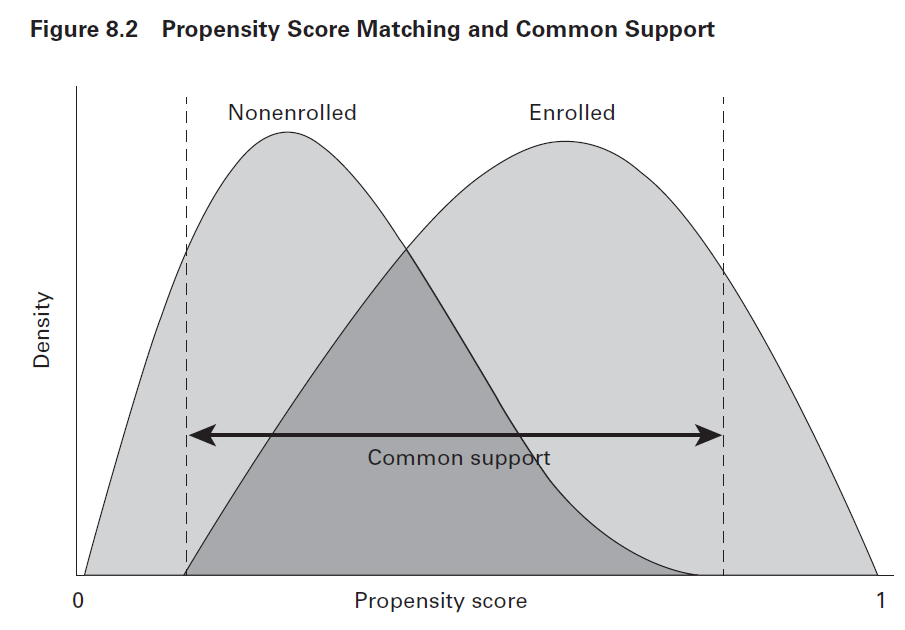 Figure 8.2 Propensity Score Matching and Common Support
Nonenrolled
Enrolled
Density
Common support
0
Propensity score
1